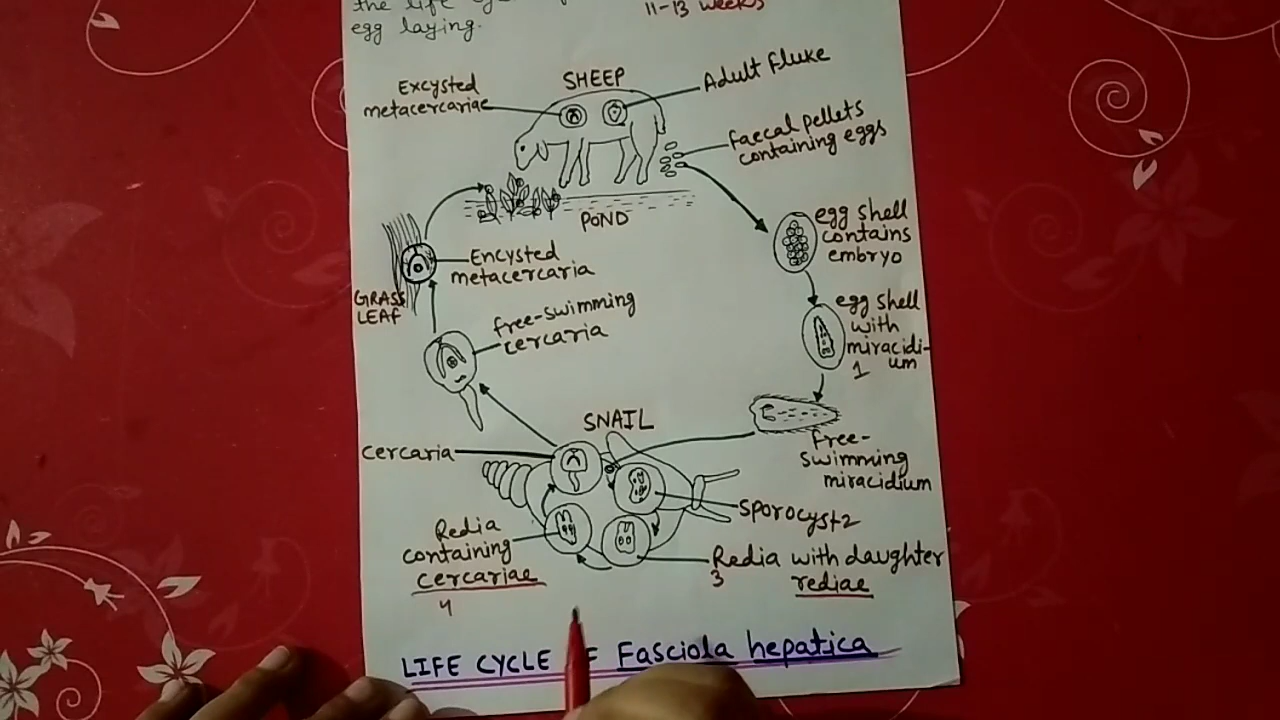 the life
11-13 weeks
egg laying.
SHEEP
Adult fluke
Excysted
metacercariae
faecal pellets
containing eggs
POND
egg shell
contains
embryo
Encysted
metacercaria
GRASS
LEAF
free-swimming
cercaria
egg shell
with
miracidi-
um
1
SNAIL
free-
swimming
miracidium
cercaria
Sporocyst 2
Redia
containing
cercariae
4
Redia with daughter
3 rediae
LIFE CYCLE F Fasciola hepatica